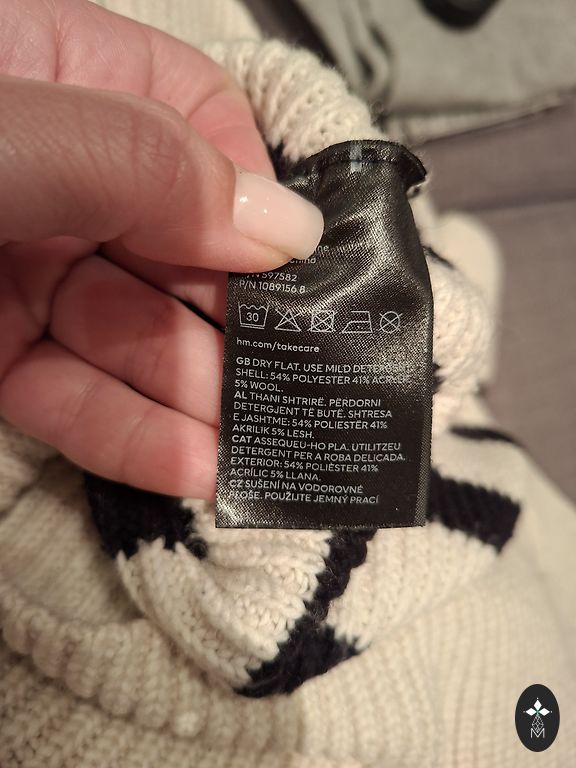 597582
P/N 1089156 8
30
hm.com/takecare
GB DRY FLAT. USE MILD DETERGENT.
SHELL: 54% POLYESTER 41% ACRYLIC
5% WOOL.
AL THANI SHTRIRË. PËRDORNI
DETERGJENT TË BUTË. SHTRESA
E JASHTME: 54% POLIESTËR 41%
AKRILIK 5% LESH.
CAT ASSEQUEU-HO PLA. UTILITZEU
DETERGENT PER A ROBA DELICADA.
EXTERIOR: 54% POLIÈSTER 41%
ACRÍLIC 5% LLANA.
CZ SUŠENÍ NA VODOROVNÉ
PLOŠE. POUŽIJTE JEMNÝ PRACÍ
M